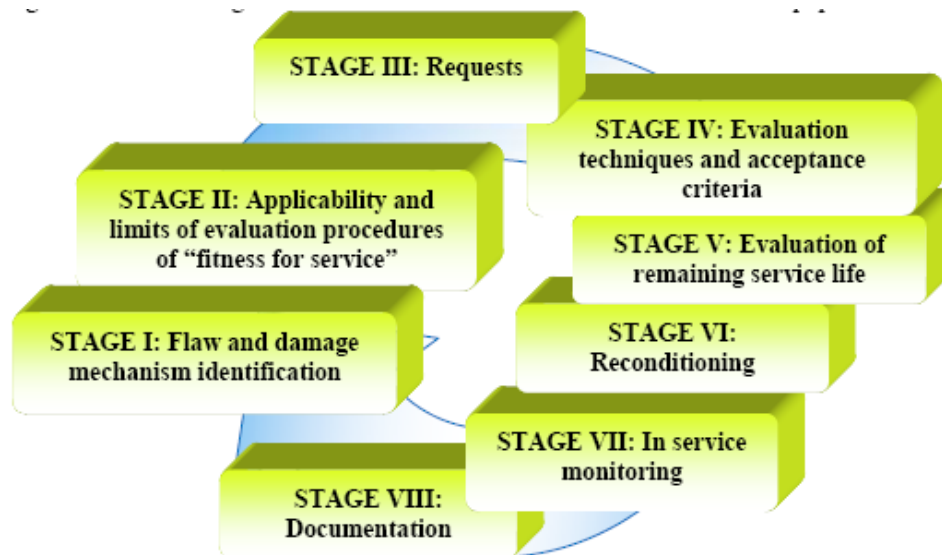 STAGE III: Requests
STAGE IV: Evaluation
techniques and acceptance
criteria
STAGE II: Applicability and
limits of evaluation procedures
of “fitness for service”
STAGE V: Evaluation of
remaining service life
STAGE I: Flaw and damage
mechanism identification
STAGE VI:
Reconditioning
STAGE VII: In service
monitoring
STAGE VIII:
Documentation